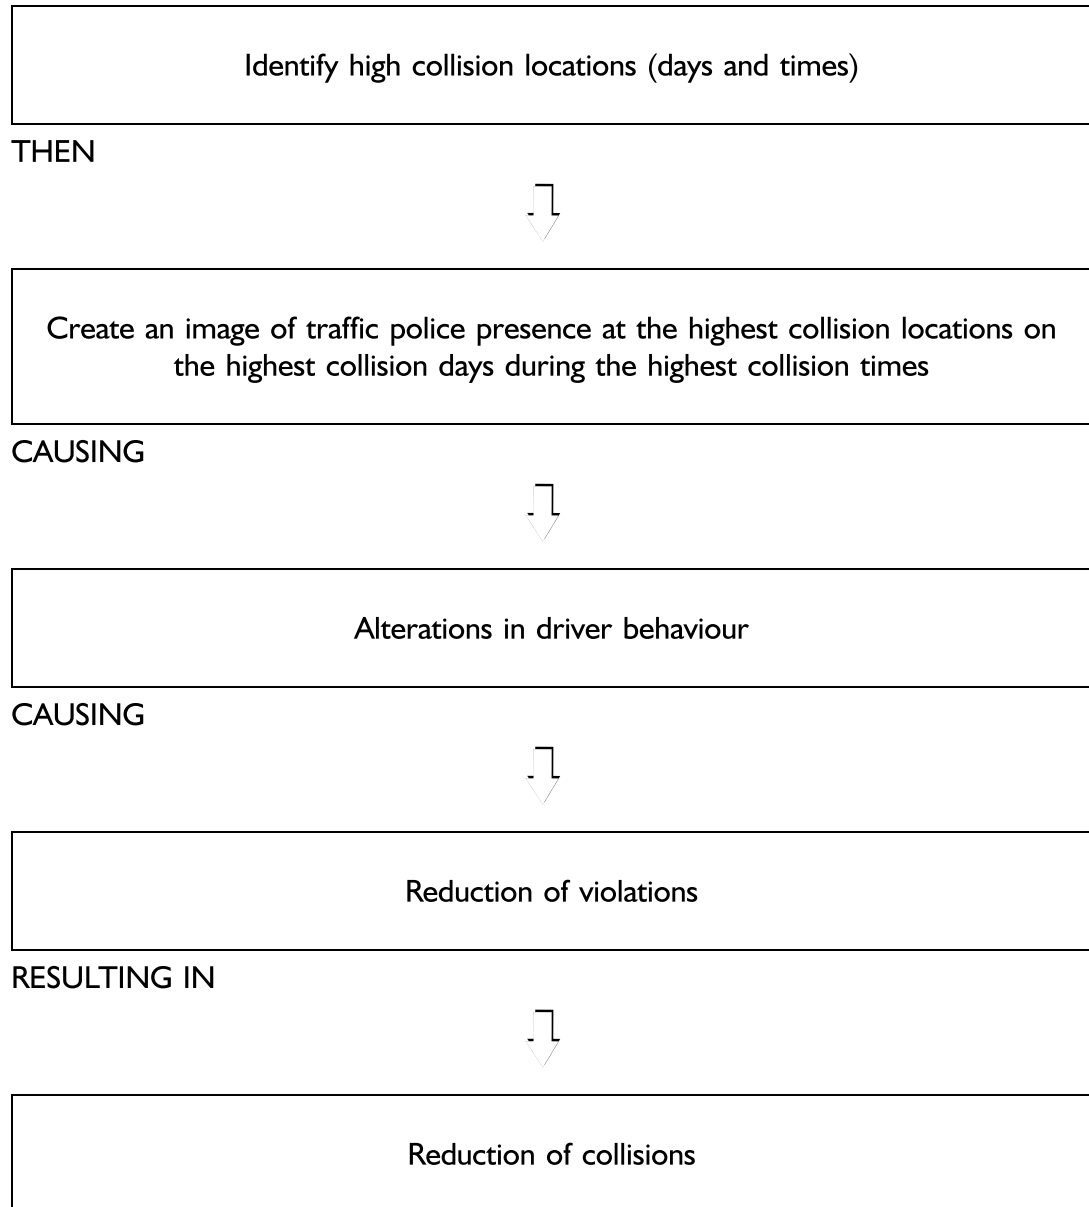 Identify high collision locations (days and times)
THEN
Create an image of traffic police presence at the highest collision locations on
the highest collision days during the highest collision times
CAUSING
Alterations in driver behaviour
CAUSING
Reduction of violations
RESULTING IN
Reduction of collisions